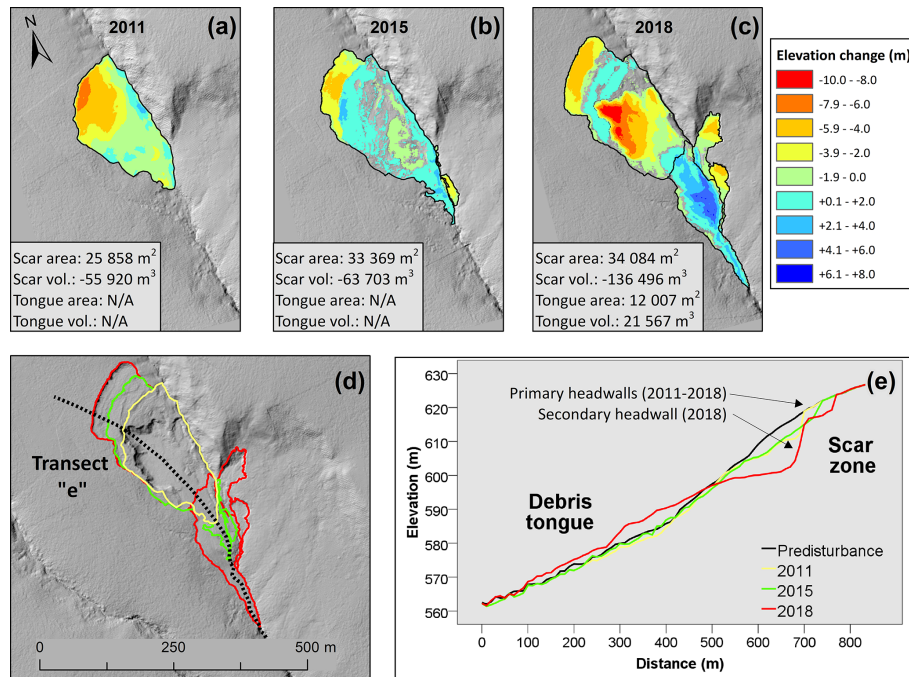 N
2011
(a)
Scar area: 25 858 m²
Scar vol.: -55 920 m³
Tongue area: N/A
Tongue vol.: N/A
2015
(b)
Scar area: 33 369 m²
Scar vol.: -63 703 m³
Tongue area: N/A
Tongue vol.: N/A
2018
(c)
Scar area: 34 084 m²
Scar vol.: -136 496 m³
Tongue area: 12 007 m²
Tongue vol.: 21 567 m³
Elevation change (m)
-10.0 - -8.0
-7.9 - -6.0
-5.9 - -4.0
-3.9 - -2.0
-1.9 - 0.0
+0.1 - +2.0
+2.1 - +4.0
+4.1 - +6.0
+6.1 - +8.0
(d)
Transect
"e"
0
250
500 m
(e)
Primary headwalls (2011-2018)
Secondary headwall (2018)
Scar
zone
Debris
tongue
Predisturbance
2011
2015
2018
Elevation (m)
630
620
610
600
590
580
570
560
0
100
200
300
400
500
600
700
800
Distance (m)